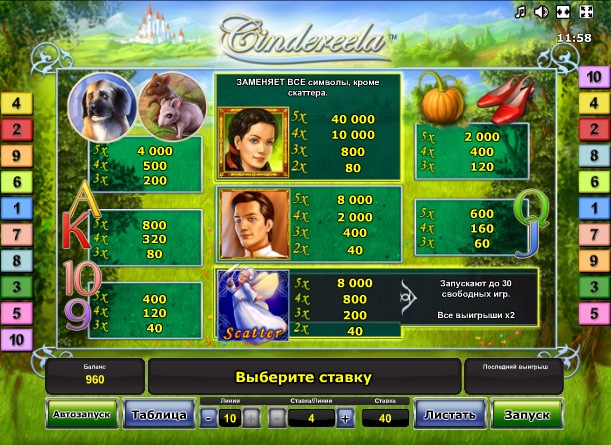 Cindereela™
11:58
ЗАМЕНЯЕТ ВСЕ символы, кроме
скаттера.
5x 4 000
4x 500
3x 200
5x 40 000
4x 10 000
3x 800
2x 80
5x 2 000
4x 400
3x 120
A
K
5x 800
4x 320
3x 80
5x 8 000
4x 2 000
3x 400
2x 40
5x 600
4x 160
3x 60
Q
J
10
9
5x 400
4x 120
3x 40
Scatter
5x 8 000
4x 800
3x 200
2x 40
Запускают до 30
свободных игр.
Все выигрыши x2
4
2
9
6
1
7
8
3
5
10
10
4
2
9
6
1
7
8
3
5
Баланс
960
Выберите ставку
Последний выигрыш
Автозапуск
Таблица
Линии
- 10
Ставка/Линии
4 +
Ставка
40
Листать
Запуск